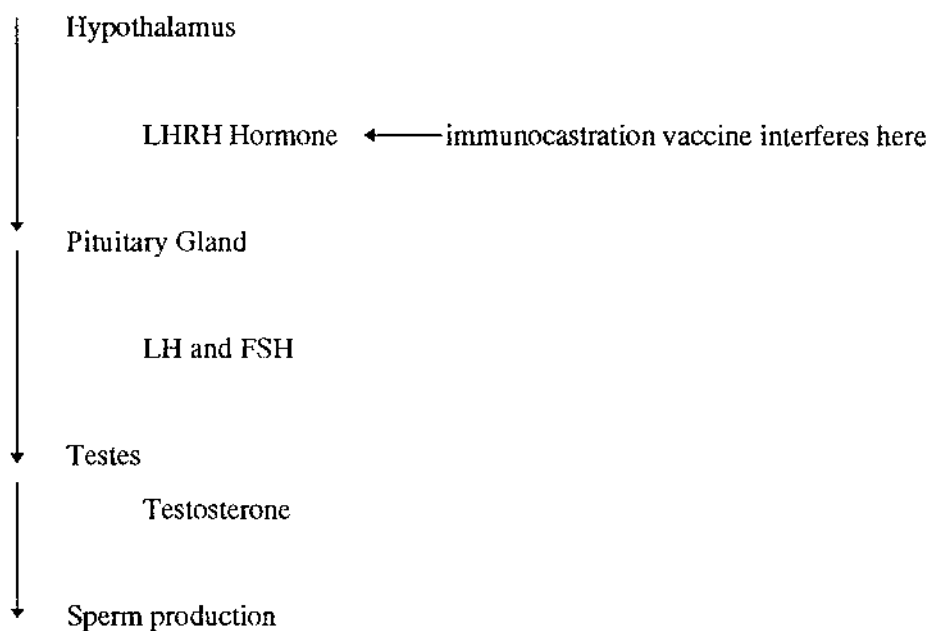 Hypothalamus
LHRH Hormone immunocastration vaccine interferes here
Pituitary Gland
LH and FSH
Testes
Testosterone
Sperm production